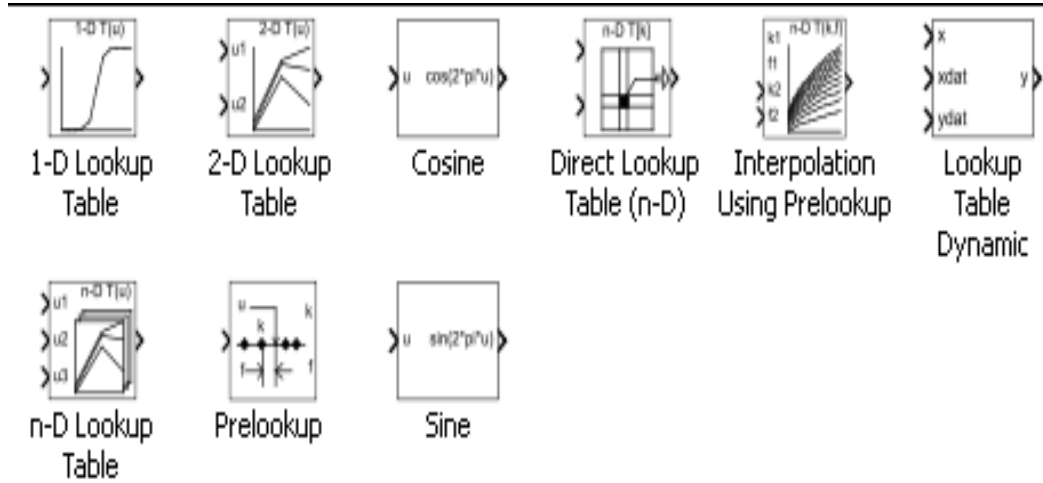 1-D T(u)
1-D Lookup
Table
2-D T(u)
u1
u2
2-D Lookup
Table
u cos(2*pi*u)
Cosine
n-D T[k]
Direct Lookup
Table (n-D)
n-D T(k,f)
k1
f1
k2
f2
Interpolation
Using Prelookup
x
xdat
ydat
y
Lookup
Table
Dynamic
n-D T(u)
u1
u2
u3
n-D Lookup
Table
u
k
k
f
f
Prelookup
u sin(2*pi*u)
Sine